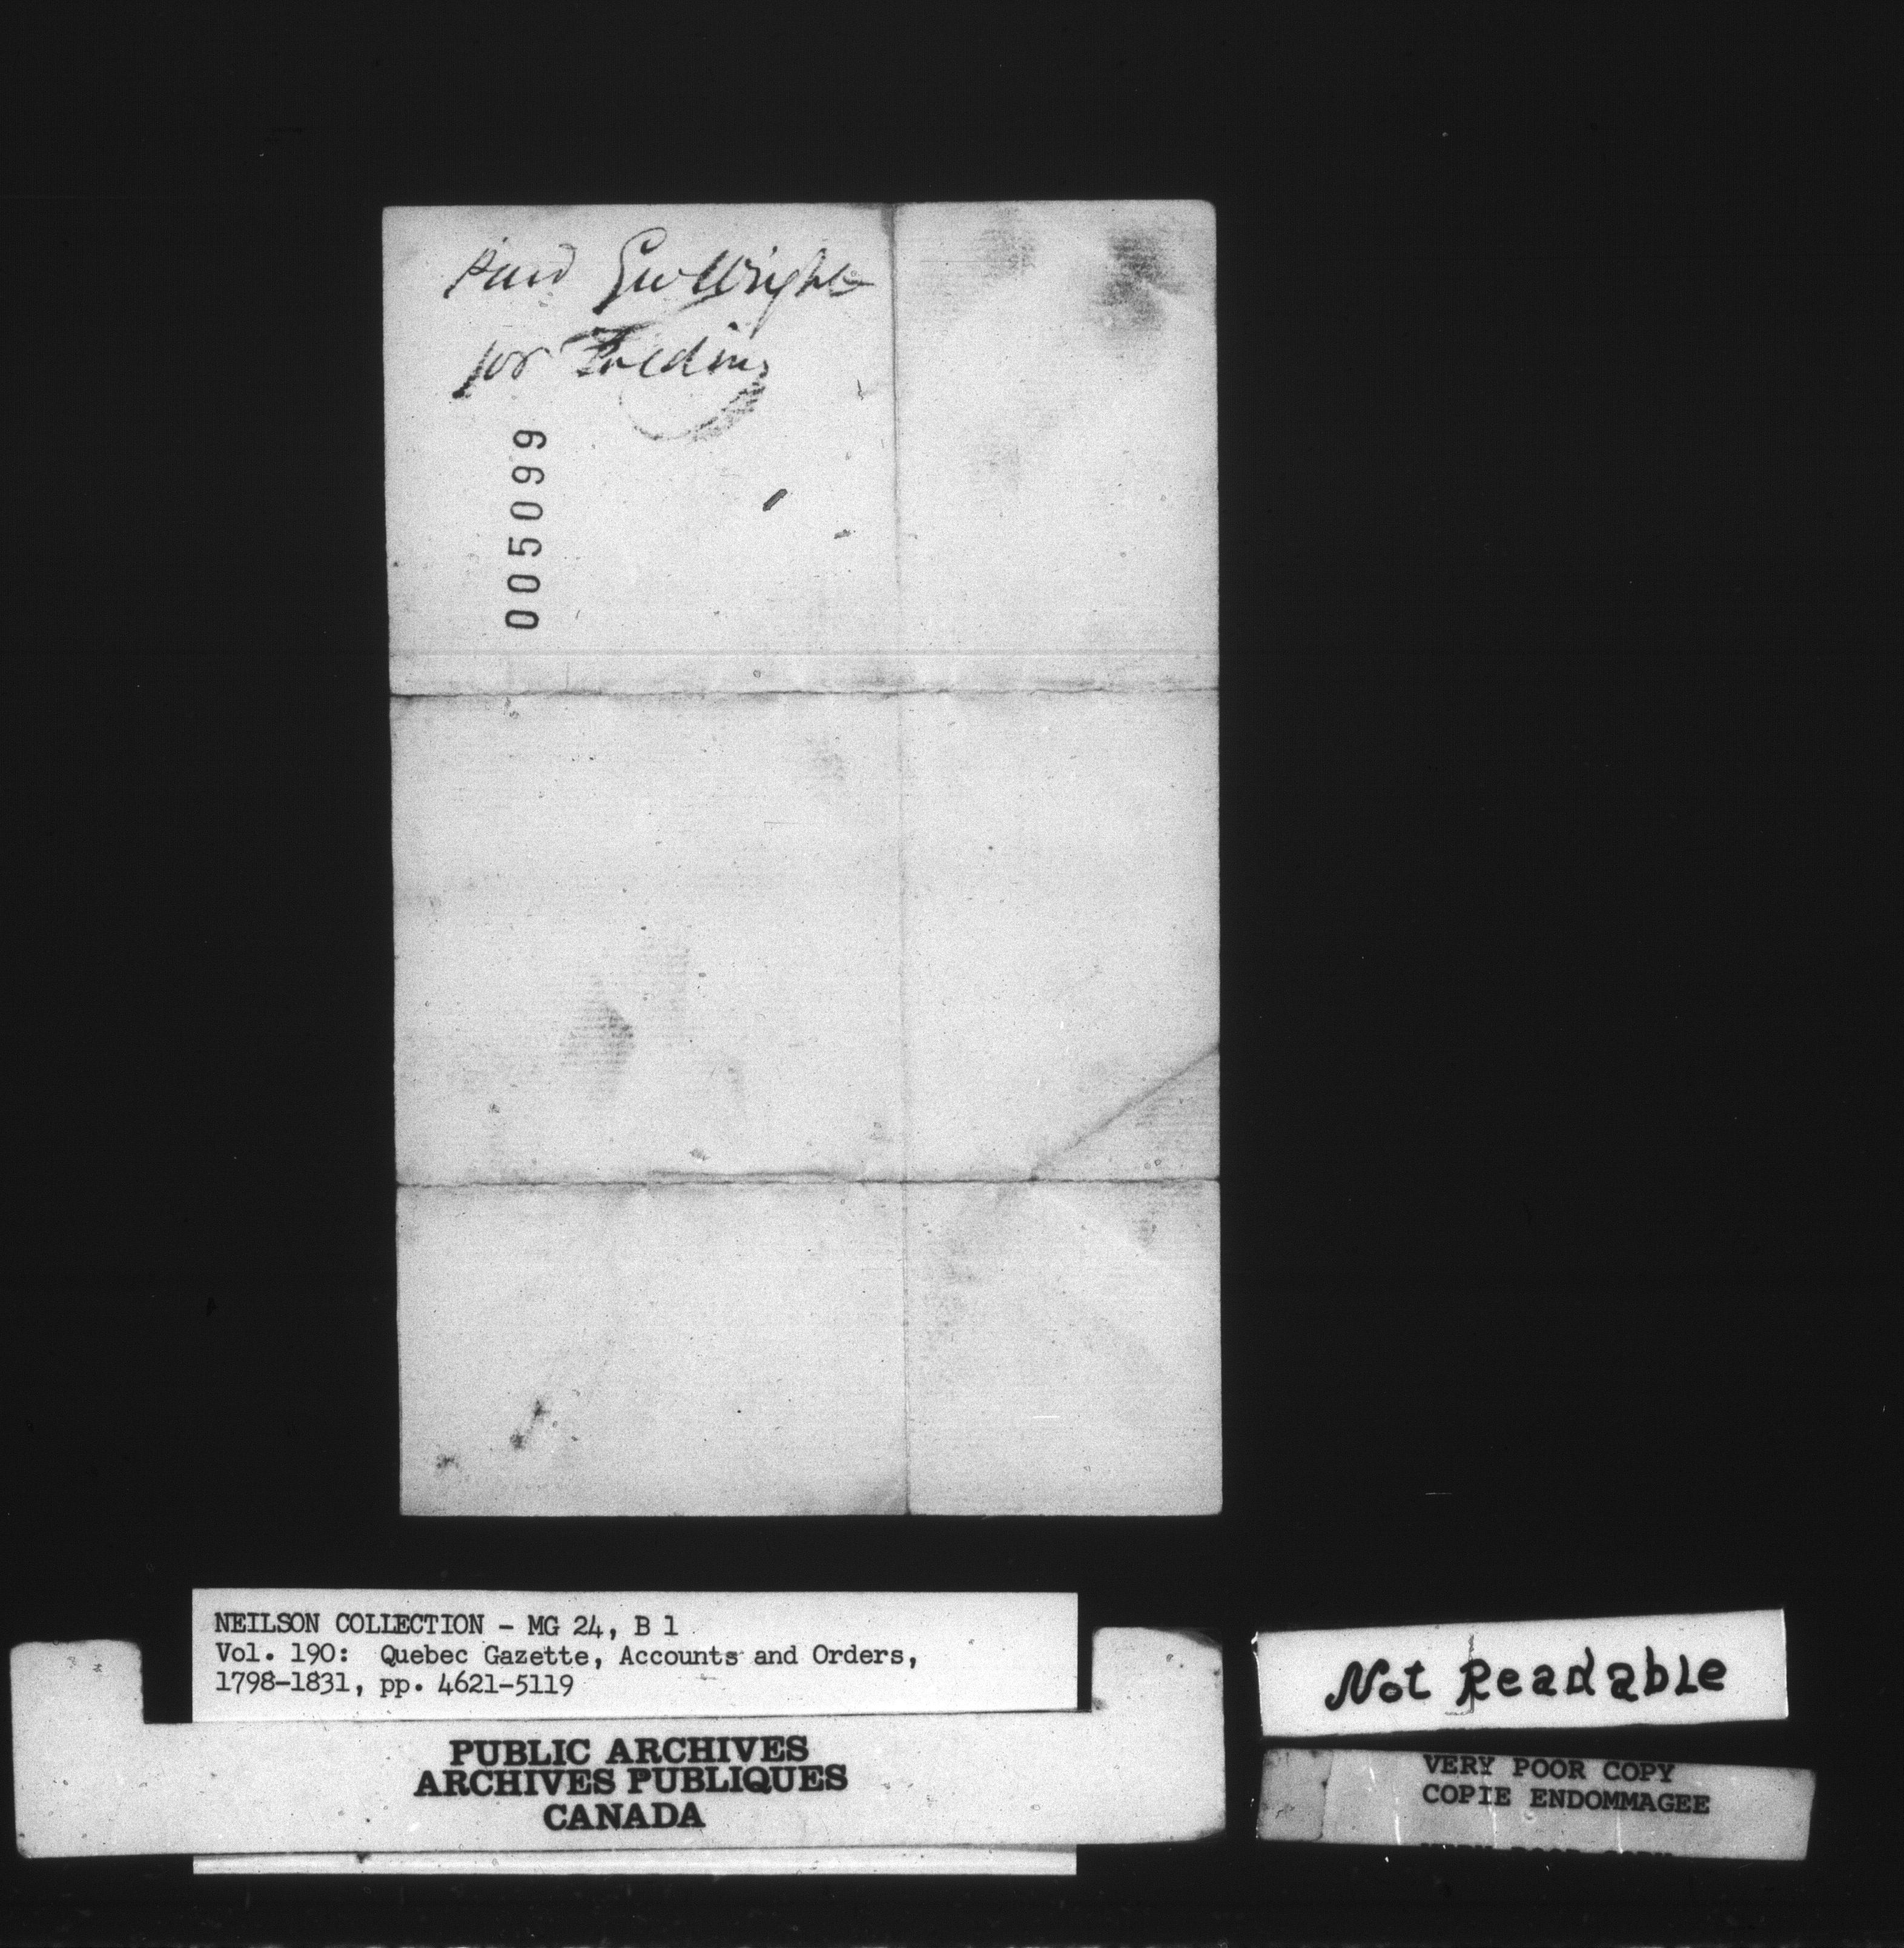 Paid Geo Wright
for Feeding
005099
NEILSON COLLECTION - MG 24, B 1
Vol. 190: Quebec Gazette, Accounts and Orders,
1798-1831, pp. 4621-5119
PUBLIC ARCHIVES
ARCHIVES PUBLIQUES
CANADA
Not Readable
VERY POOR COPY
COPIE ENDOMMAGEE